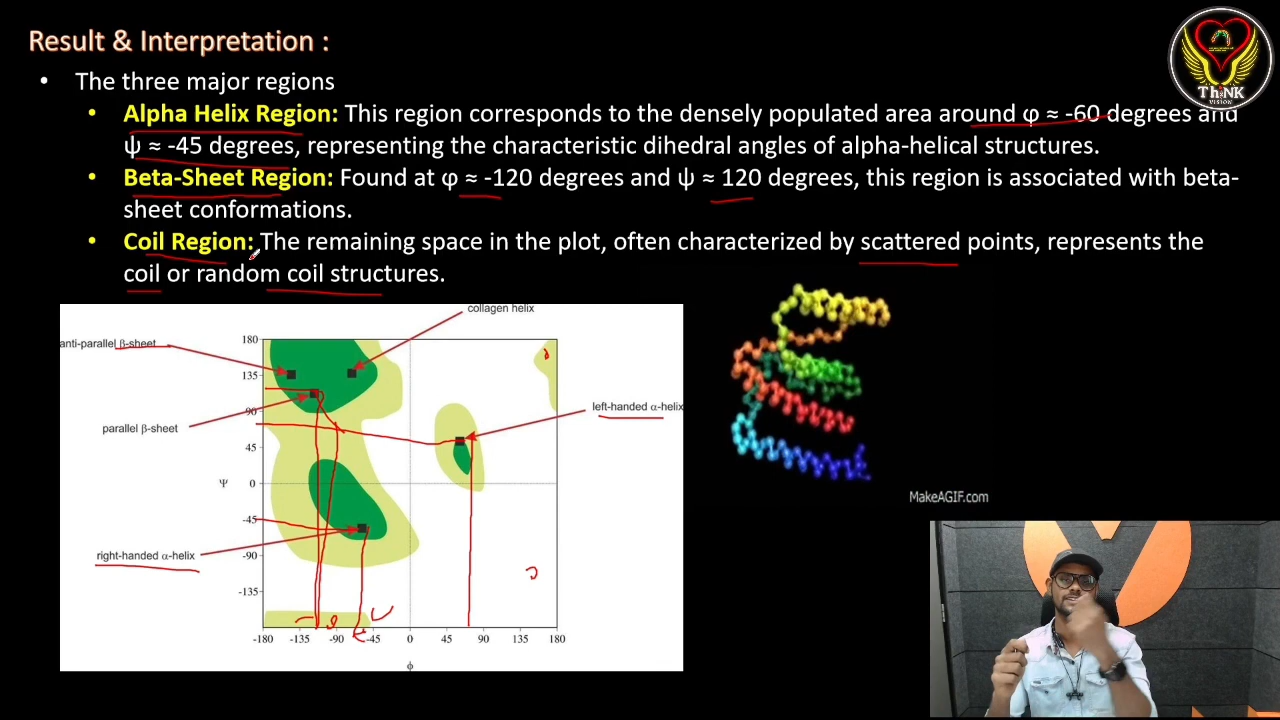 Result & Interpretation :
ThiNK
VISION
• The three major regions
• Alpha Helix Region: This region corresponds to the densely populated area around φ ≈ -60 degrees and
ψ ≈ -45 degrees, representing the characteristic dihedral angles of alpha-helical structures.
• Beta-Sheet Region: Found at φ ≈ -120 degrees and ψ ≈ 120 degrees, this region is associated with beta-
sheet conformations.
• Coil Region: The remaining space in the plot, often characterized by scattered points, represents the
coil or random coil structures.
collagen helix
anti-parallel β-sheet
parallel β-sheet
left-handed α-helix
right-handed α-helix
180
135
90
45
Ψ 0
-45
-90
-135
-180 -135 -90 -45 0 45 90 135 180
ϕ
MakeAGIF.com